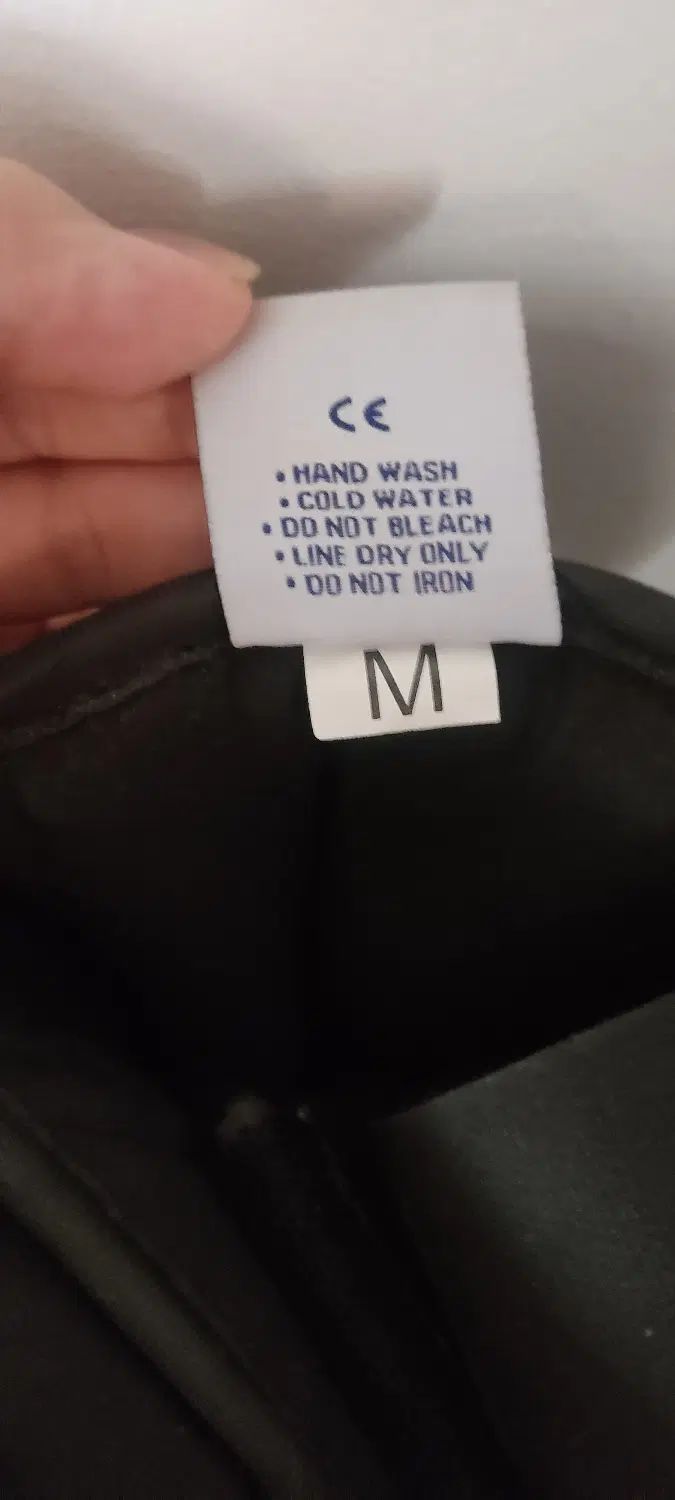 CE
• HAND WASH
• COLD WATER
• DO NOT BLEACH
• LINE DRY ONLY
• DO NOT IRON
M